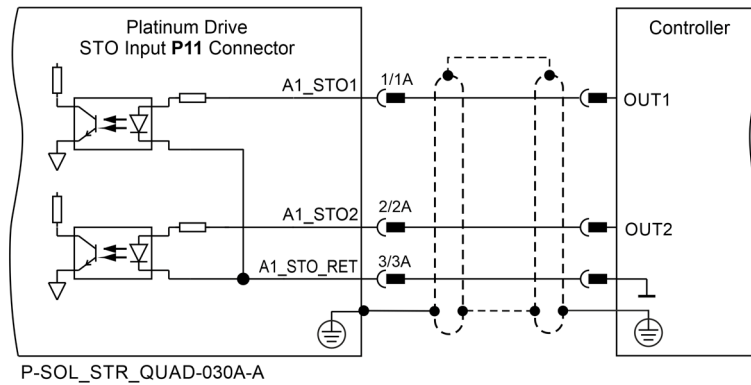 Platinum Drive
STO Input P11 Connector
Controller
A1_STO1
1/1A
OUT1
A1_STO2
2/2A
OUT2
A1_STO_RET
3/3A
P-SOL_STR_QUAD-030A-A